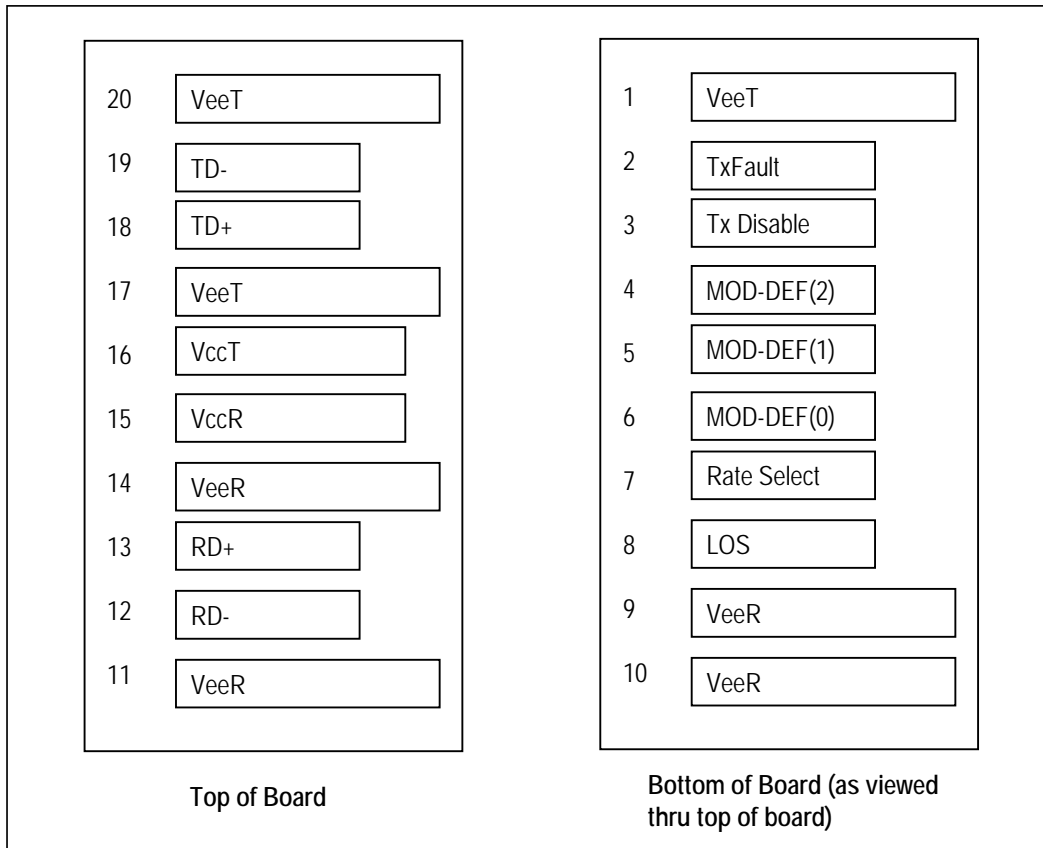 20 VeeT
19 TD-
18 TD+
17 VeeT
16 VccT
15 VccR
14 VeeR
13 RD+
12 RD-
11 VeeR
Top of Board
1 VeeT
2 TxFault
3 Tx Disable
4 MOD-DEF(2)
5 MOD-DEF(1)
6 MOD-DEF(0)
7 Rate Select
8 LOS
9 VeeR
10 VeeR
Bottom of Board (as viewed
thru top of board)